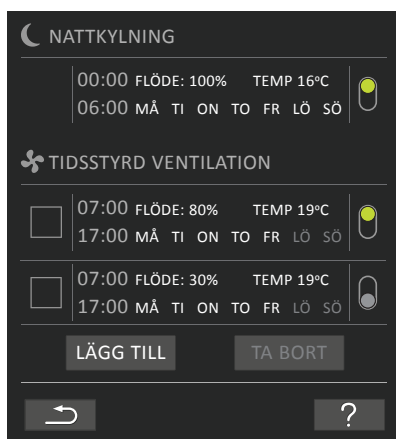 NATTKYLNING
00:00 FLÖDE: 100% TEMP 16ºC
06:00 MÅ TI ON TO FR LÖ SÖ
TIDSSTYRD VENTILATION
07:00 FLÖDE: 80% TEMP 19ºC
17:00 MÅ TI ON TO FR LÖ SÖ
07:00 FLÖDE: 30% TEMP 19ºC
17:00 MÅ TI ON TO FR LÖ SÖ
LÄGG TILL TA BORT
?